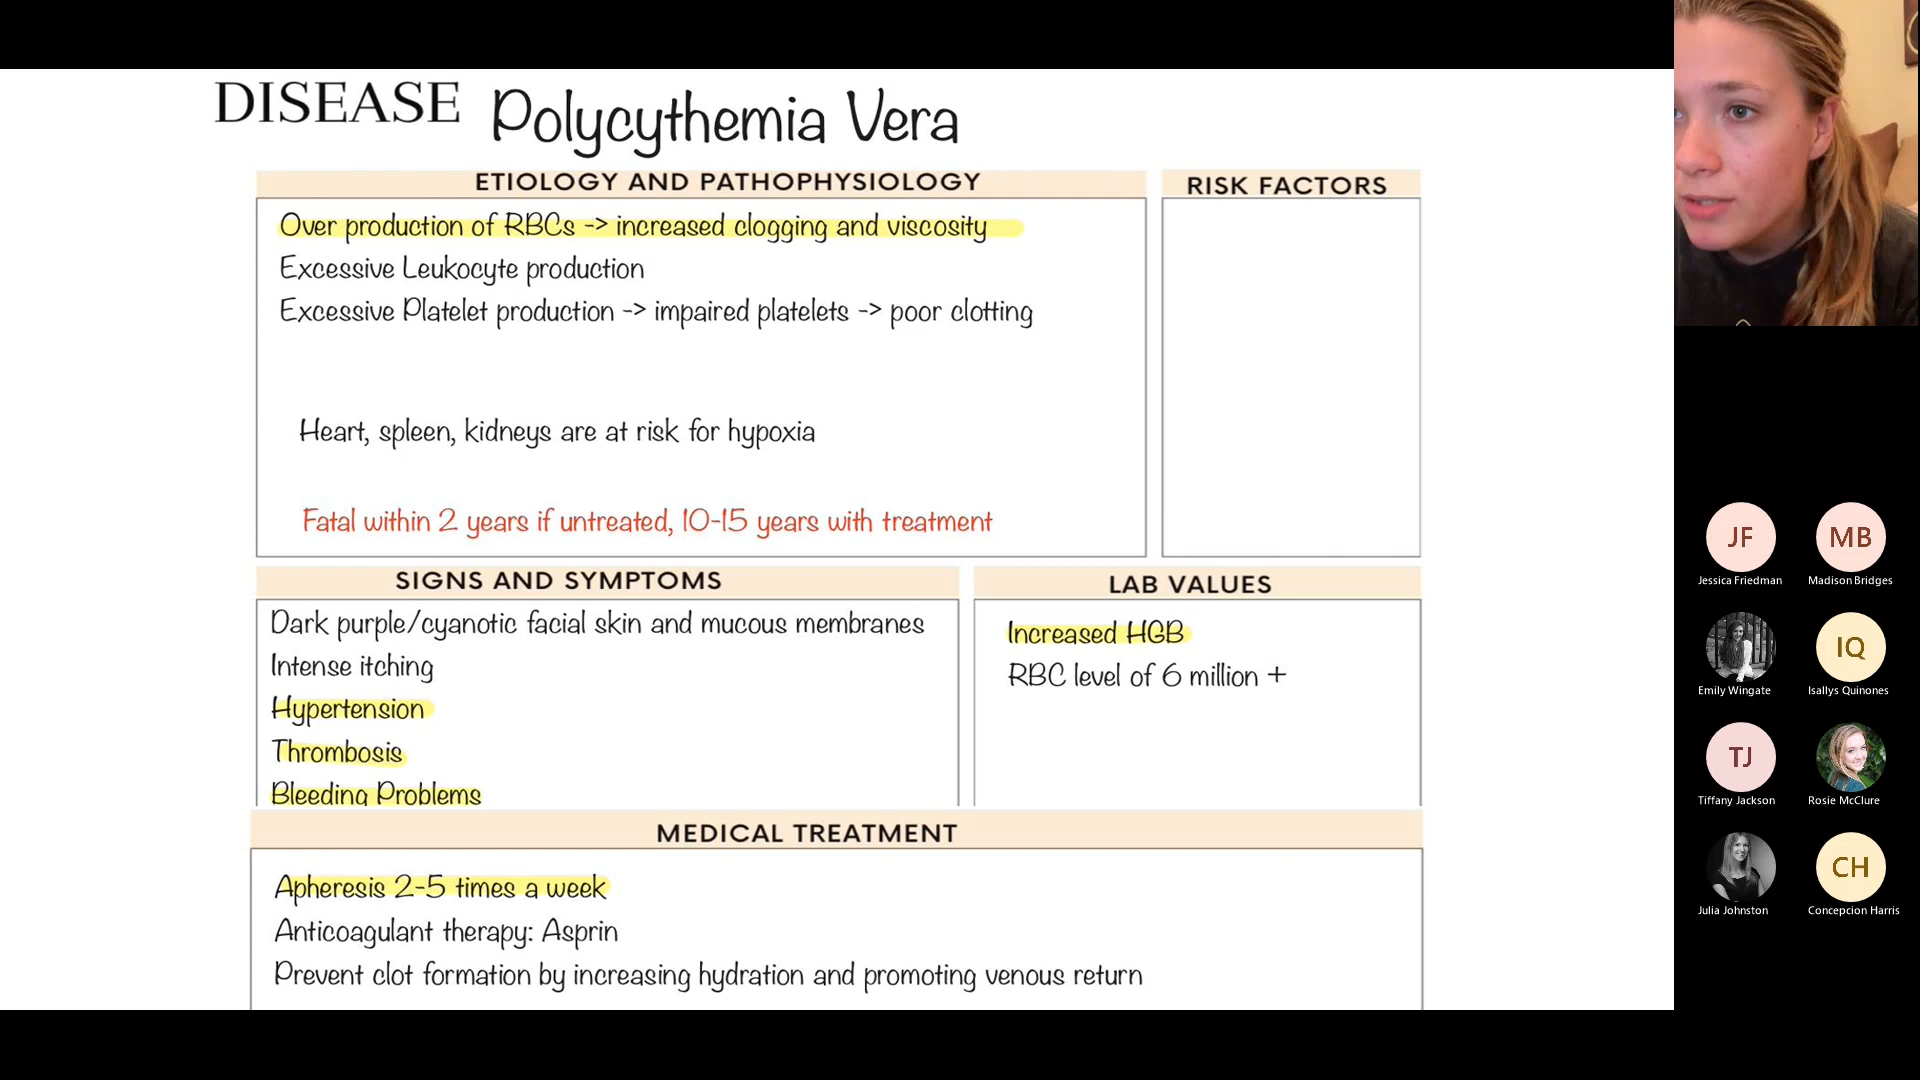 DISEASE Polycythemia Vera
ETIOLOGY AND PATHOPHYSIOLOGY
Over production of RBCs -> increased clogging and viscosity
Excessive Leukocyte production
Excessive Platelet production -> impaired platelets -> poor clotting
Heart, spleen, kidneys are at risk for hypoxia
Fatal within 2 years if untreated, 10-15 years with treatment
RISK FACTORS
SIGNS AND SYMPTOMS
Dark purple/cyanotic facial skin and mucous membranes
Intense itching
Hypertension
Thrombosis
Bleeding Problems
LAB VALUES
Increased HGB
RBC level of 6 million +
MEDICAL TREATMENT
Apheresis 2-5 times a week
Anticoagulant therapy: Asprin
Prevent clot formation by increasing hydration and promoting venous return
JF
Jessica Friedman
MB
Madison Bridges
Emily Wingate
IQ
Isallys Quinones
TJ
Tiffany Jackson
Rosie McClure
Julia Johnston
CH
Concepcion Harris